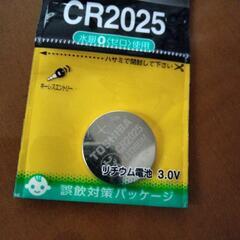 CR2025
水銀0(ゼロ)使用
ハサミで開封して下さい
キーレスエントリー
CR2025
リチウム電池 3.0V
誤飲対策パッケージ